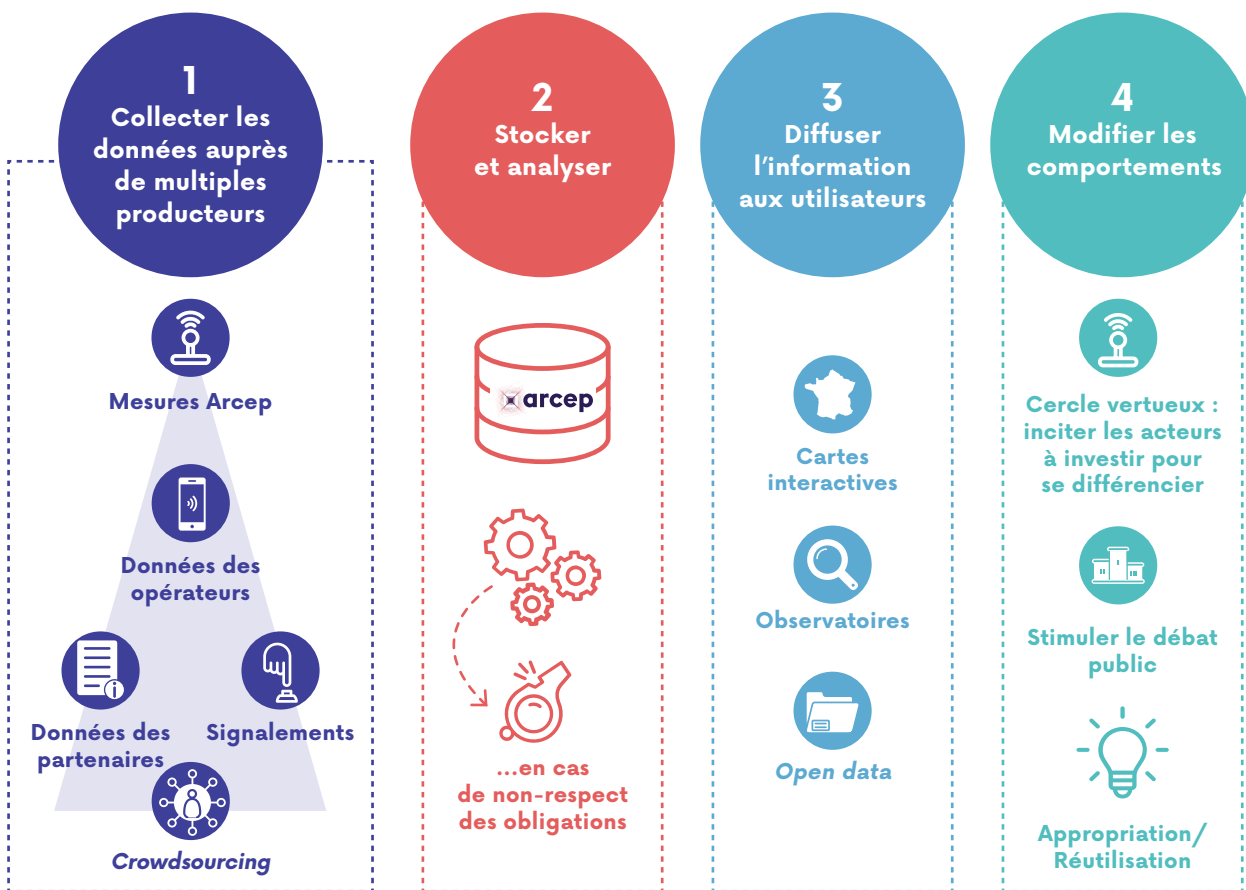 1
Collecter les
données auprès
de multiples
producteurs
Mesures Arcep
Données des
opérateurs
Données des
partenaires
Signalements
Crowdsourcing
2
Stocker
et analyser
arcep
...en cas
de non-respect
des obligations
3
Diffuser
l'information
aux utilisateurs
Cartes
interactives
Observatoires
Open data
4
Modifier les
comportements
Cercle vertueux :
inciter les acteurs
à investir pour
se différencier
Stimuler le débat
public
Appropriation/
Réutilisation